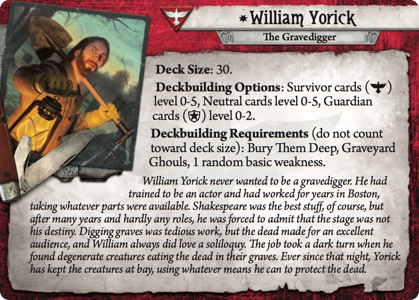 *William Yorick
The Gravedigger
Deck Size: 30.
Deckbuilding Options: Survivor cards ( )
level 0-5, Neutral cards level 0-5, Guardian
cards ( ) level 0-2.
Deckbuilding Requirements (do not count
toward deck size): Bury Them Deep, Graveyard
Ghouls, 1 random basic weakness.
William Yorick never wanted to be a gravedigger. He had
trained to be an actor and had worked for years in Boston,
taking whatever parts were available. Shakespeare was the best stuff, of course, but
after many years and hardly any roles, he was forced to admit that the stage was not
his destiny. Digging graves was tedious work, but the dead made for an excellent
audience, and William always did love a soliloquy. The job took a dark turn when he
found degenerate creatures eating the dead in their graves. Ever since that night, Yorick
has kept the creatures at bay, using whatever means he can to protect the dead.